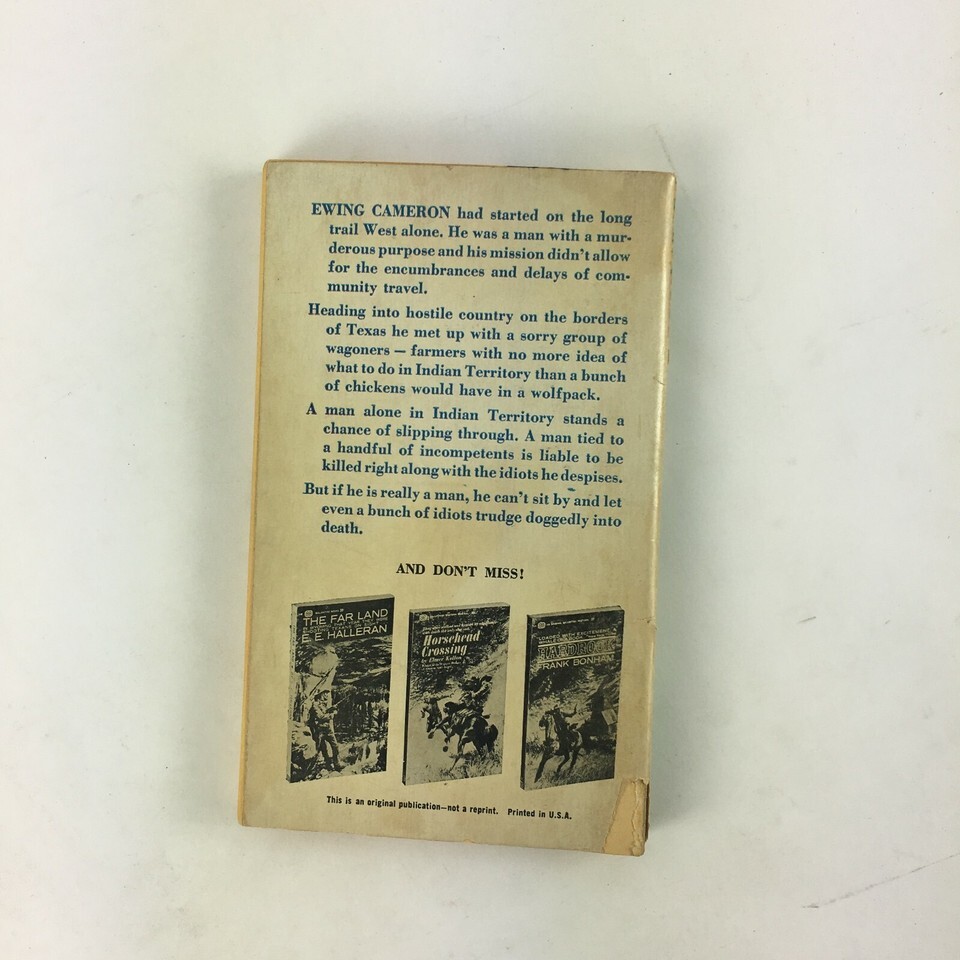 EWING CAMERON had started on the long
trail West alone. He was a man with a mur-
derous purpose and his mission didn't allow
for the encumbrances and delays of com-
munity travel.
Heading into hostile country on the borders
of Texas he met up with a sorry group of
wagoners — farmers with no more idea of
what to do in Indian Territory than a bunch
of chickens would have in a wolfpack.
A man alone in Indian Territory stands a
chance of slipping through. A man tied to
a handful of incompetents is liable to be
killed right along with the idiots he despises.
But if he is really a man, he can't sit by and let
even a bunch of idiots trudge doggedly into
death.
AND DON'T MISS!
THE FAR LAND
E. E. HALLERAN
Horsehead
Crossing
by Elmer Kelton
HARDROCK
FRANK BONHAM
This is an original publication—not a reprint. Printed in U.S.A.